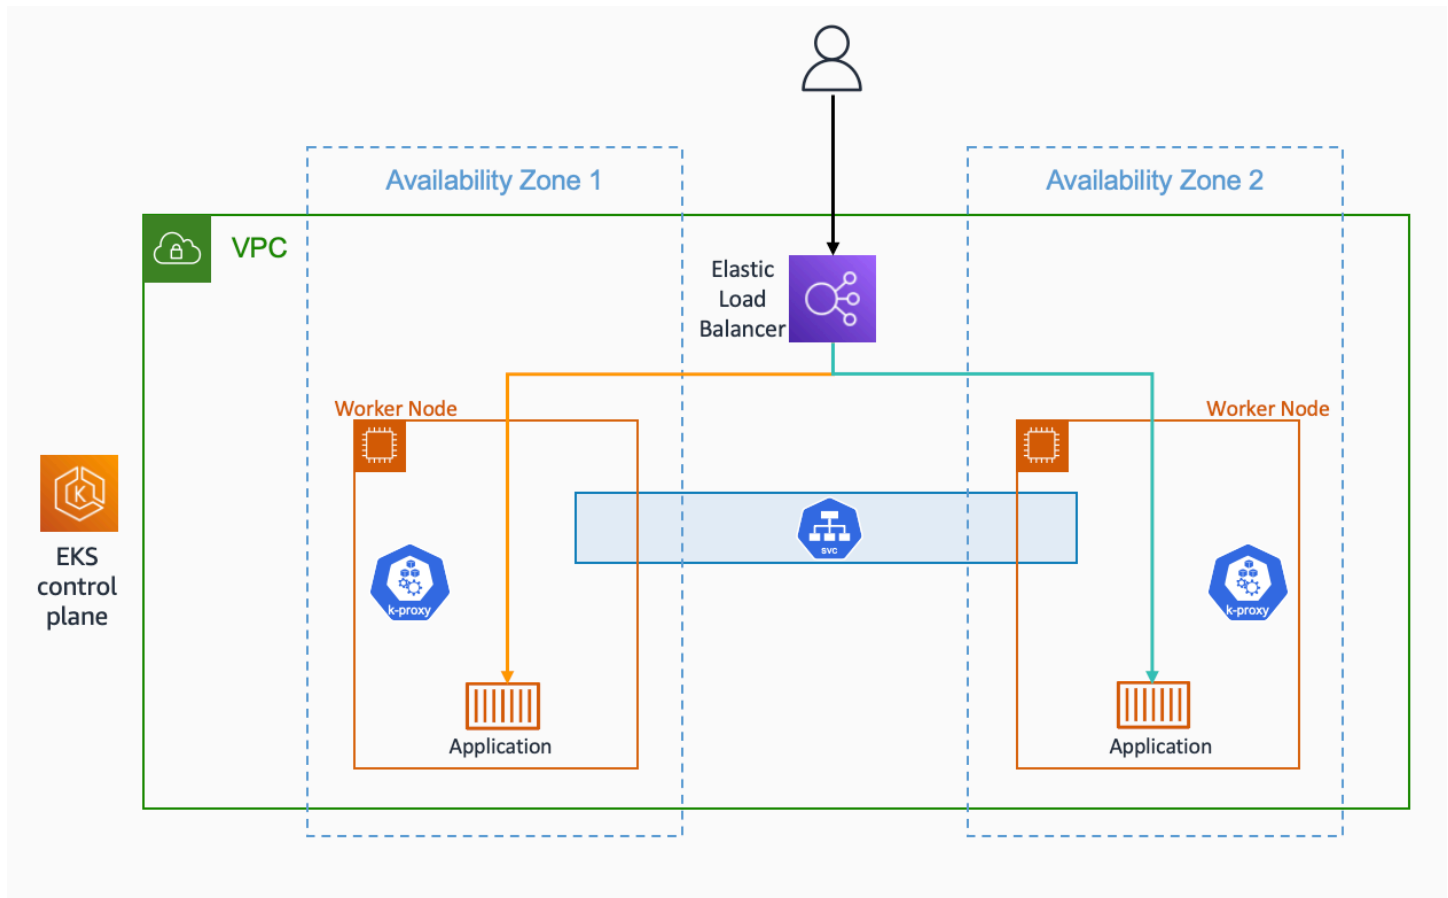 Availability Zone 1
Availability Zone 2
VPC
Elastic
Load
Balancer
Worker Node
Worker Node
K
EKS
control
plane
svc
k-proxy
k-proxy
Application
Application